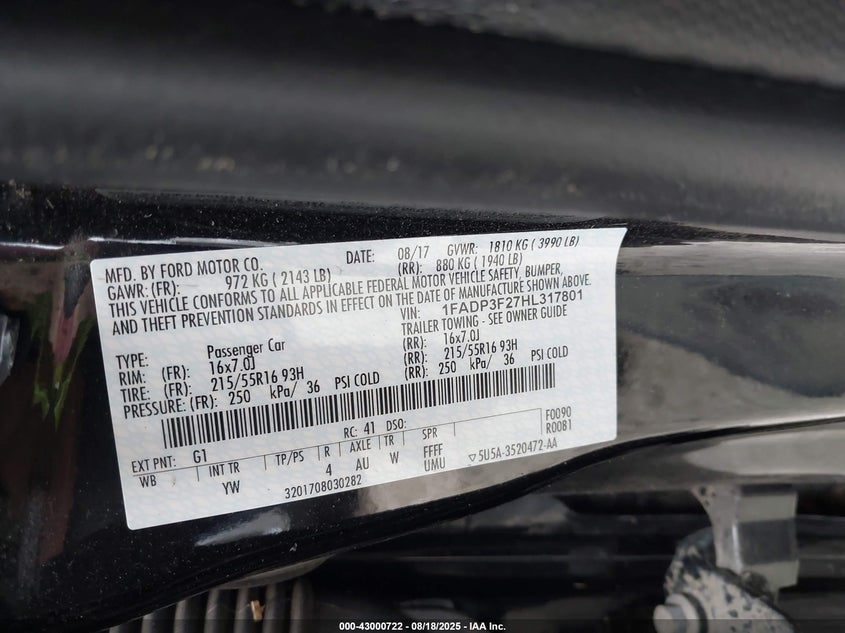 MFD. BY FORD MOTOR CO. DATE: 08/17 GVWR: 1810 KG ( 3990 LB)
GAWR: (FR): 972 KG ( 2143 LB) (RR): 880 KG ( 1940 LB)
THIS VEHICLE CONFORMS TO ALL APPLICABLE FEDERAL MOTOR VEHICLE SAFETY, BUMPER,
AND THEFT PREVENTION STANDARDS IN EFFECT ON THE DATE OF MANUFACTURE SHOWN ABOVE.
VIN: 1FADP3F27HL317801
TYPE: Passenger Car TRAILER TOWING - SEE OWNER GUIDE
RIM: (FR): 16x7.0J (RR): 16x7.0J
TIRE: (FR): 215/55R16 93H (RR): 215/55R16 93H
PRESSURE: (FR): 250 kPa/ 36 PSI COLD (RR): 250 kPa/ 36 PSI COLD
EXT PNT: G1 RC: 41 DSO: F0090
R0081
WB INT TR TP/PS R AXLE TR SPR
YW 4 AU W FFFF
UMU
▽5U5A-3520472-AA
3201708030282
000-43000722 — 08/18/2025 — IAA Inc.